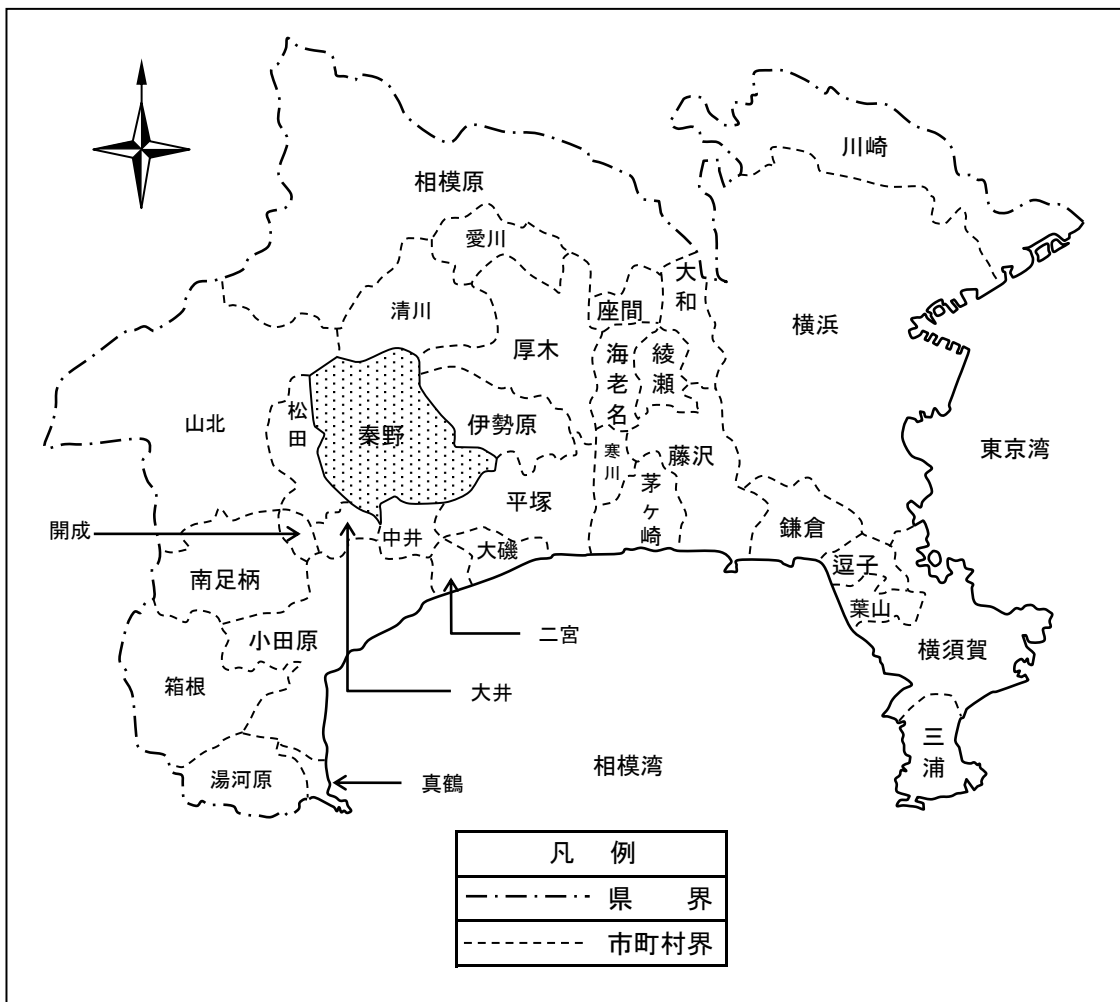 川崎
相模原
愛川
大和
清川
座間
横浜
厚木
海老名
綾瀬
松田
山北
秦野
伊勢原
寒川
藤沢
東京湾
茅ヶ崎
平塚
開成
中井
鎌倉
大磯
逗子
南足柄
葉山
小田原
二宮
横須賀
箱根
大井
三浦
相模湾
湯河原
真鶴
凡 例
県 界
市町村界